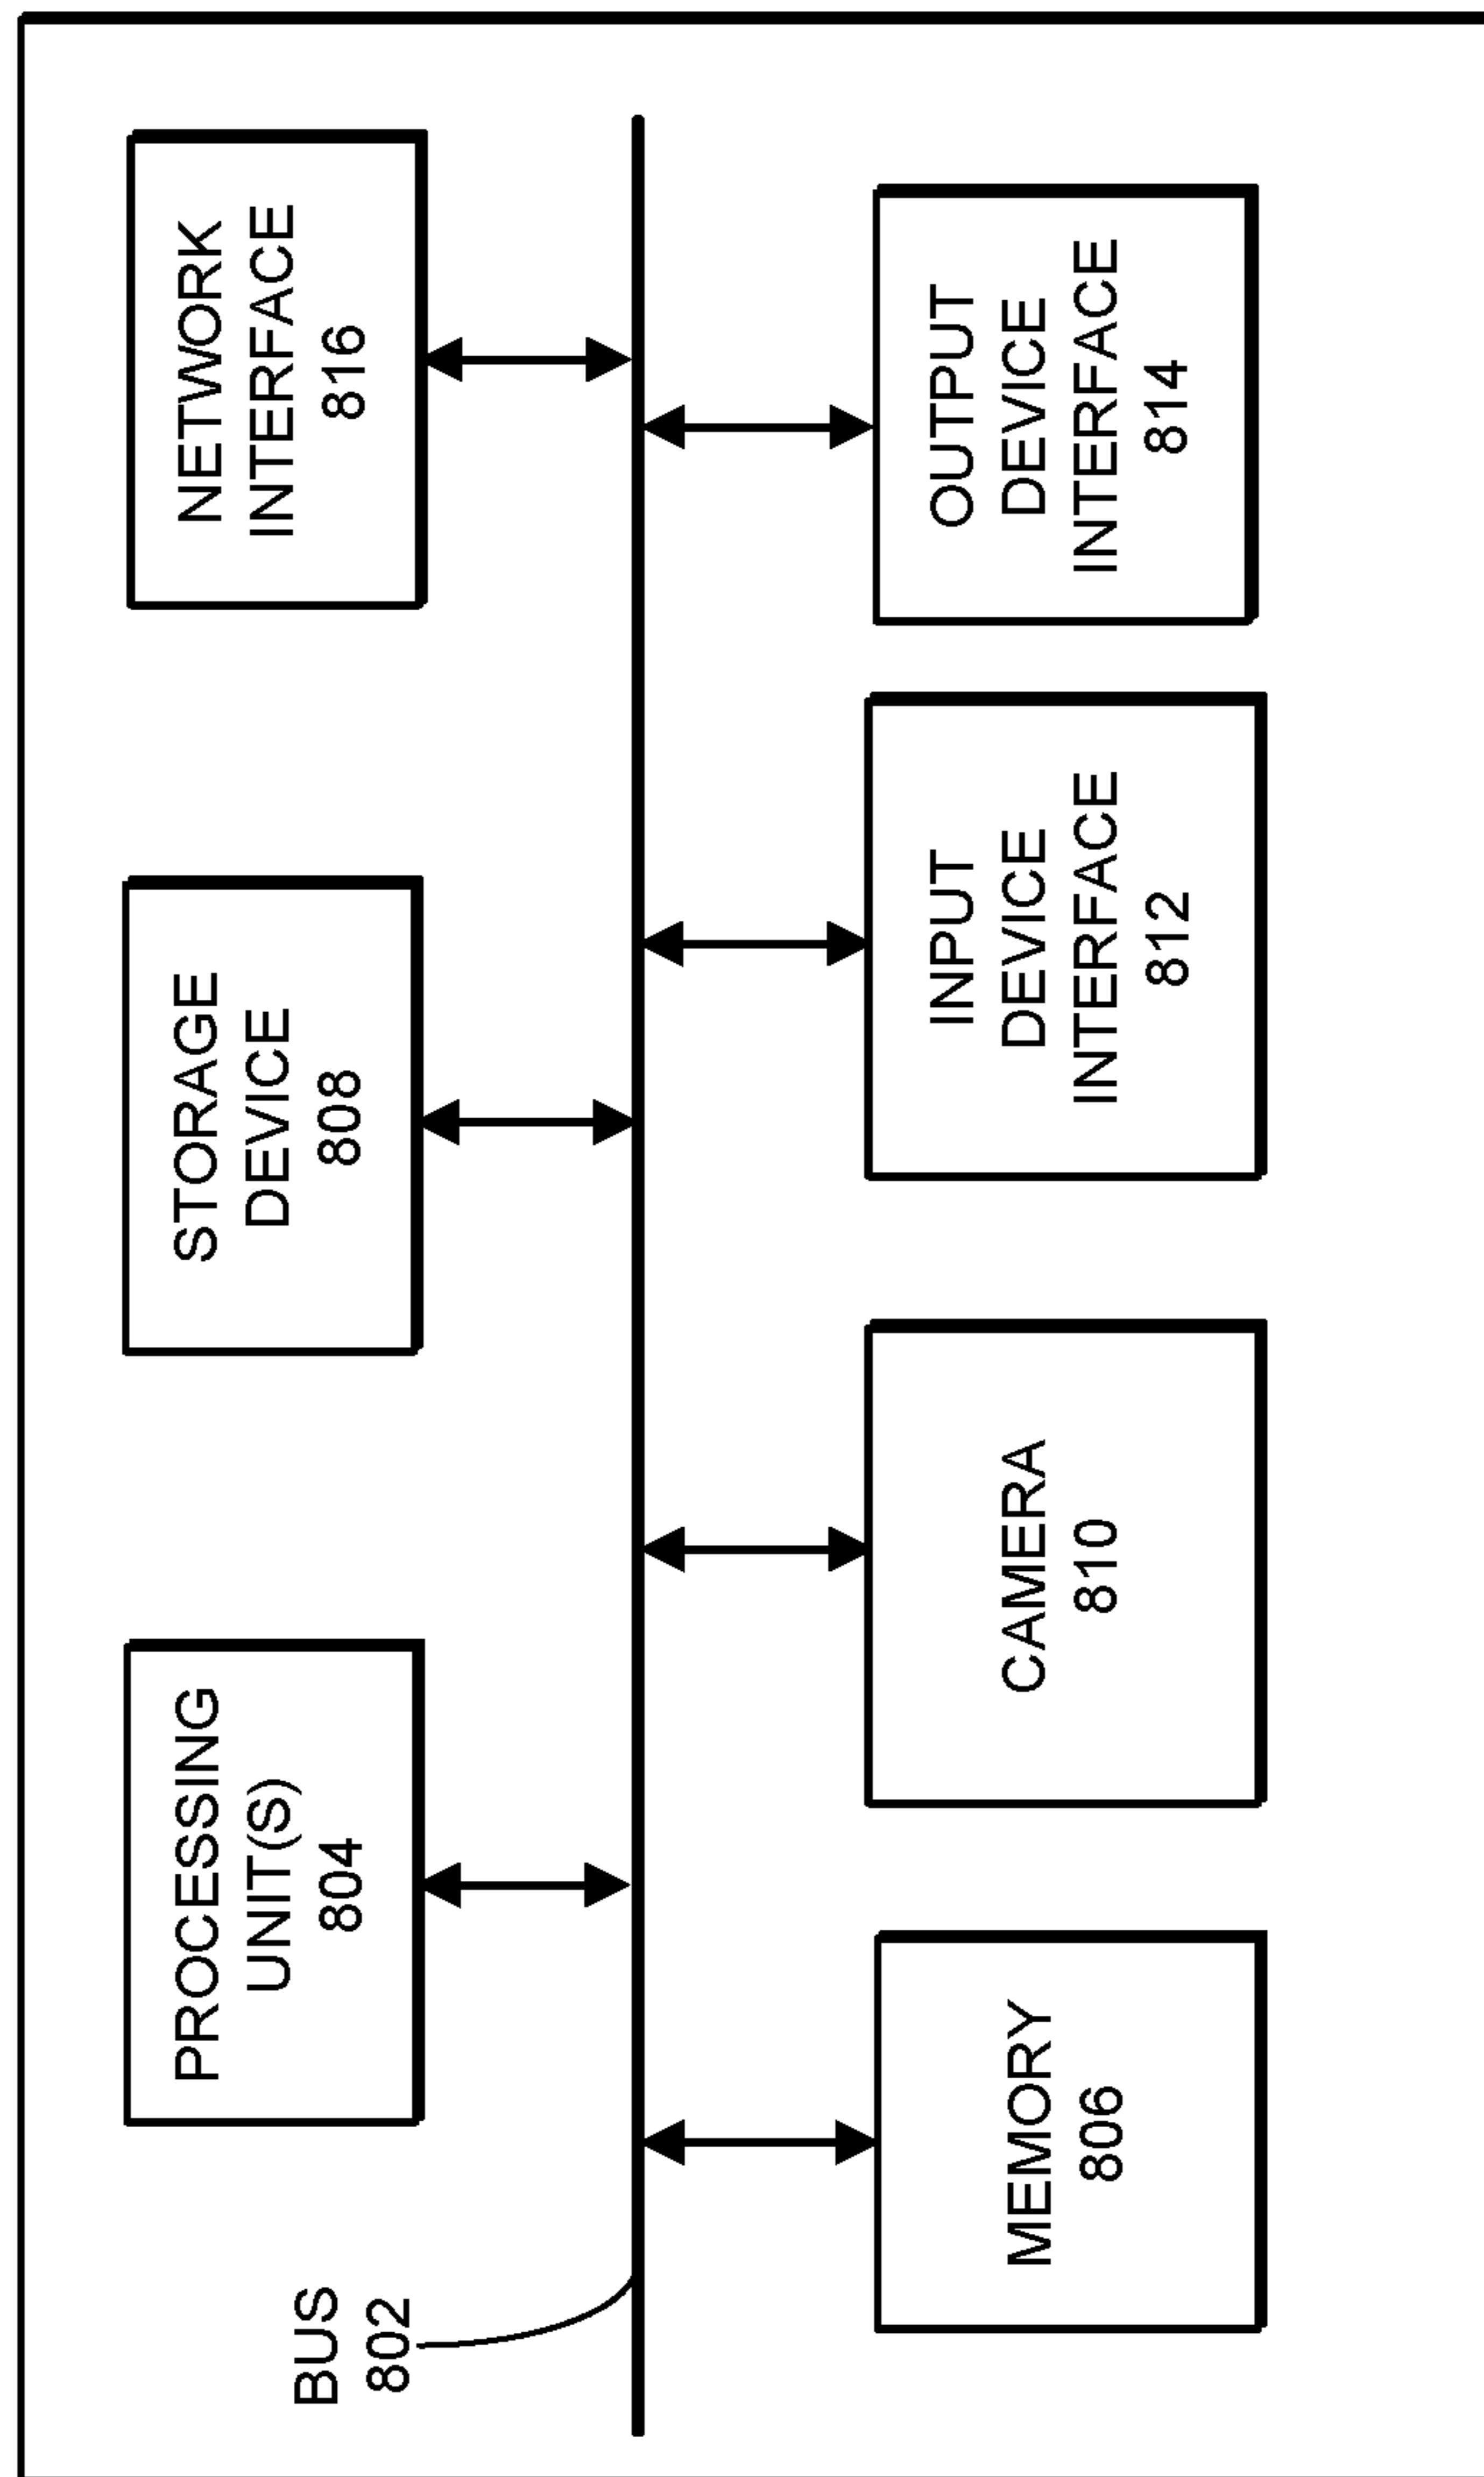 BUS
802
PROCESSING
UNIT(S)
804
STORAGE
DEVICE
808
NETWORK
INTERFACE
816
MEMORY
806
CAMERA
810
INPUT
DEVICE
INTERFACE
812
OUTPUT
DEVICE
INTERFACE
814